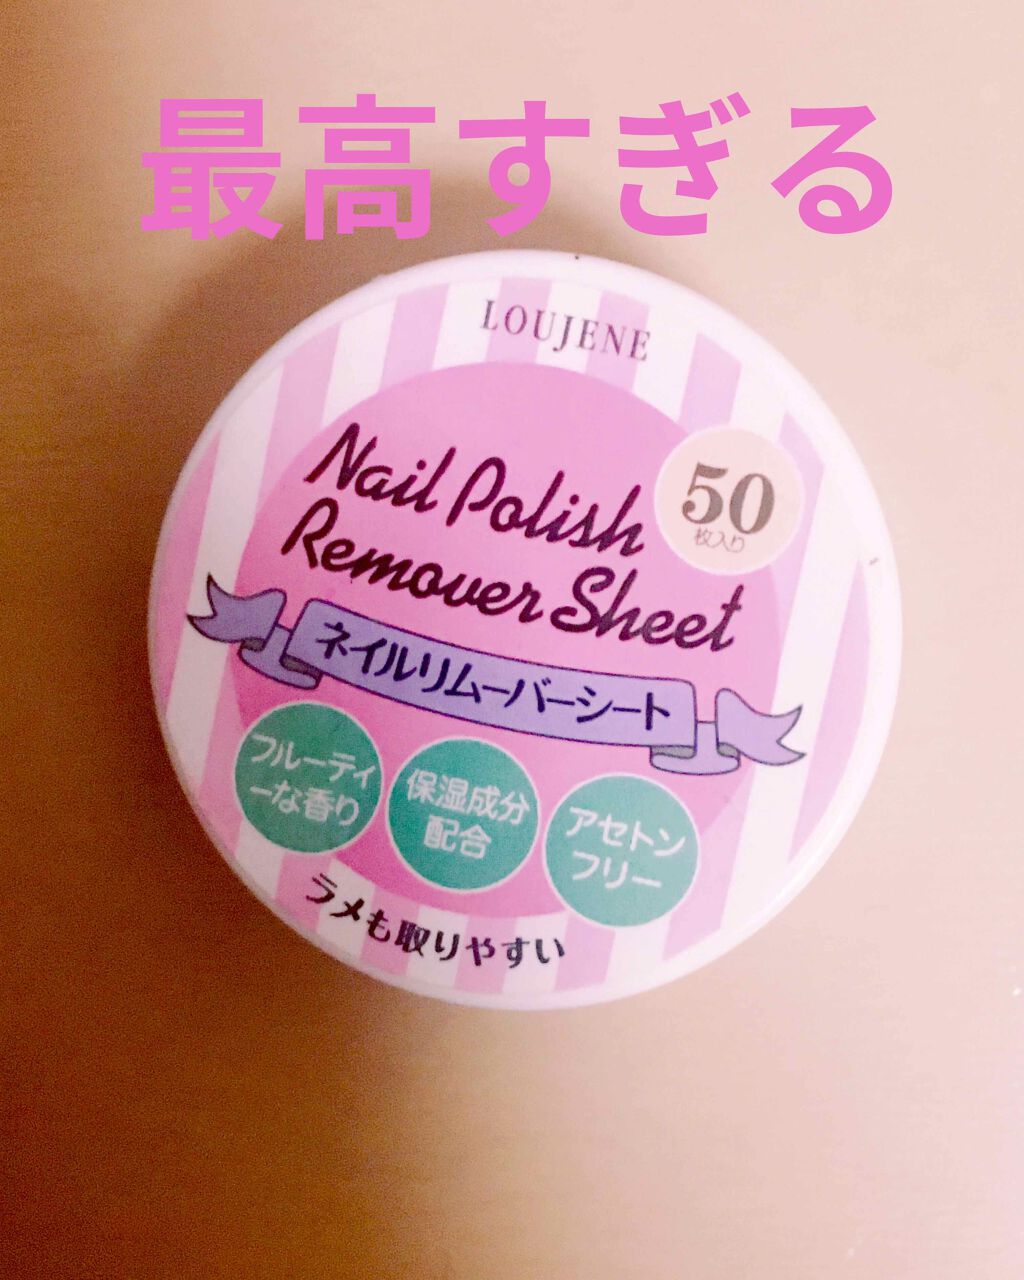 最高すぎる
LOUJENE
Nail Polish
Remover Sheet
50
枚入り
ネイルリムーバーシート
フルーティ
ーな香り
保湿成分
配合
アセトン
フリー
ラメも取りやすい